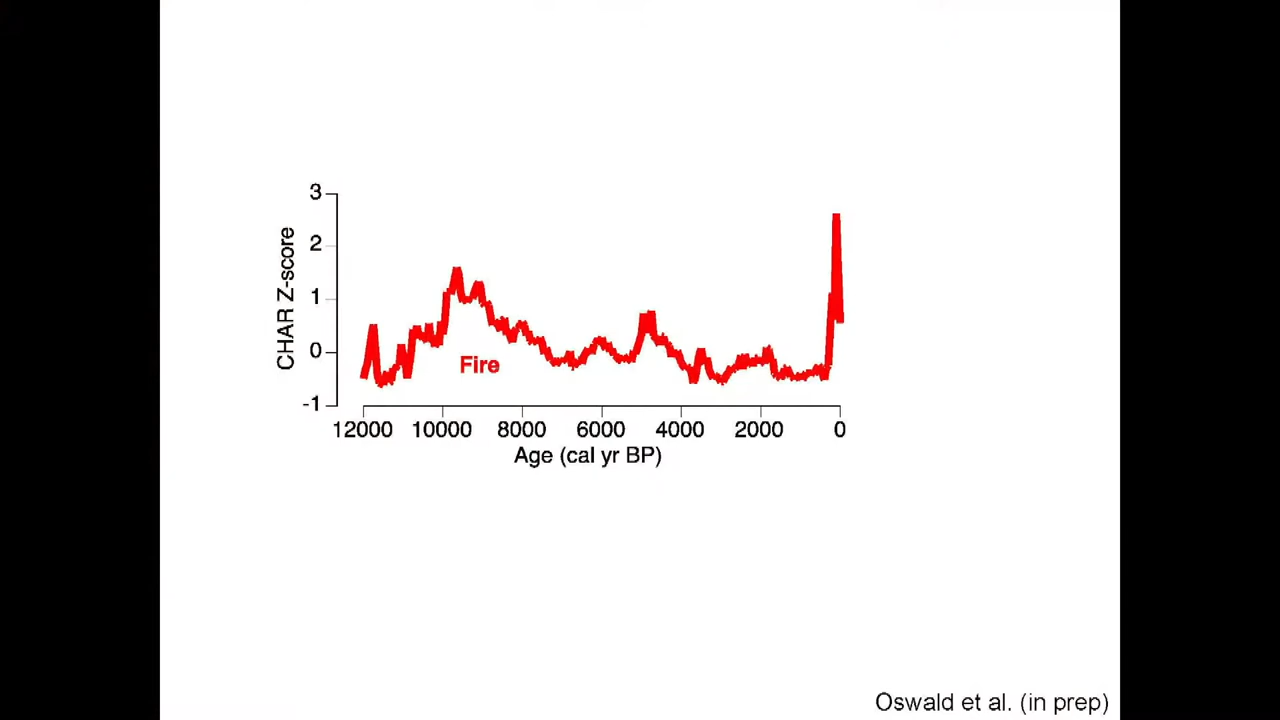 3
2
1
0
-1
CHAR Z-score
Fire
12000 10000 8000 6000 4000 2000 0
Age (cal yr BP)
Oswald et al. (in prep)